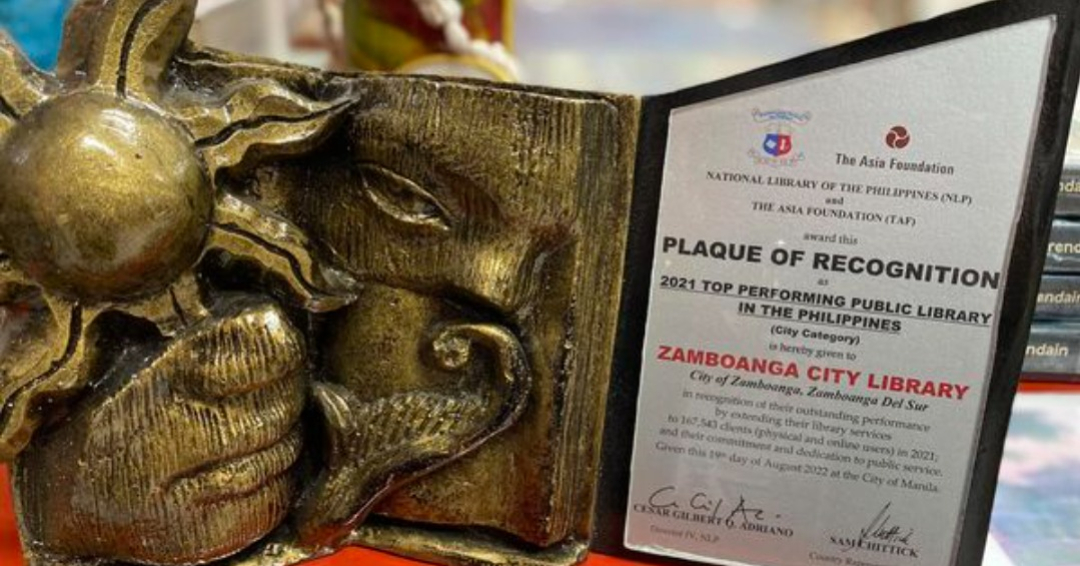 The Asia Foundation
NATIONAL LIBRARY OF THE PHILIPPINES (NLP)
and
THE ASIA FOUNDATION (TAF)
award this
PLAQUE OF RECOGNITION
as
2021 TOP PERFORMING PUBLIC LIBRARY
IN THE PHILIPPINES
(City Category)
is hereby given to
ZAMBOANGA CITY LIBRARY
City of Zamboanga, Zamboanga Del Sur
in recognition of their outstanding performance
by extending their library services
to 167,543 clients (physical and online users) in 2021;
and their commitment and dedication to public service.
Given this 19th day of August 2022 at the City of Manila.
CESAR GILBERT Q. ADRIANO
Director IV, NLP
SAM CHITTICK
Country